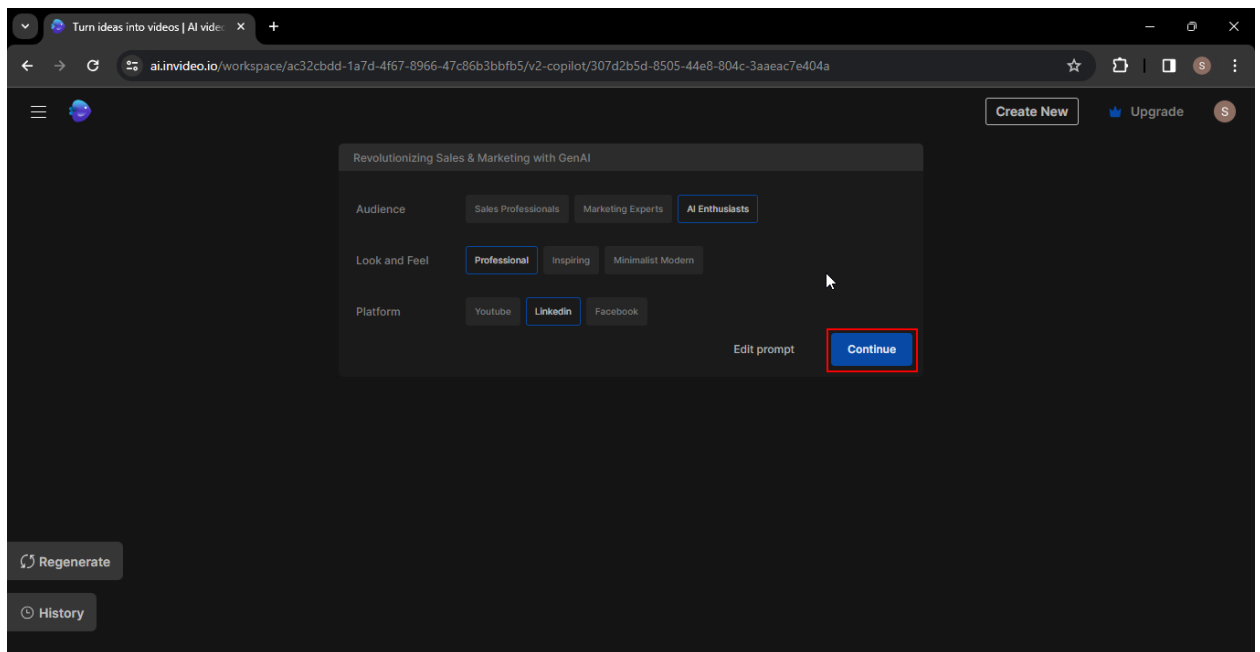 Turn ideas into videos | AI videc
ai.invideo.io/workspace/ac32cbdd-1a7d-4f67-8966-47c86b3bbfb5/v2-copilot/307d2b5d-8505-44e8-804c-3aaeac7e404a
S
Create New
Upgrade
S
Revolutionizing Sales & Marketing with GenAI
Audience Sales Professionals Marketing Experts AI Enthusiasts
Look and Feel Professional Inspiring Minimalist Modern
Platform Youtube Linkedin Facebook
Edit prompt Continue
Regenerate
History